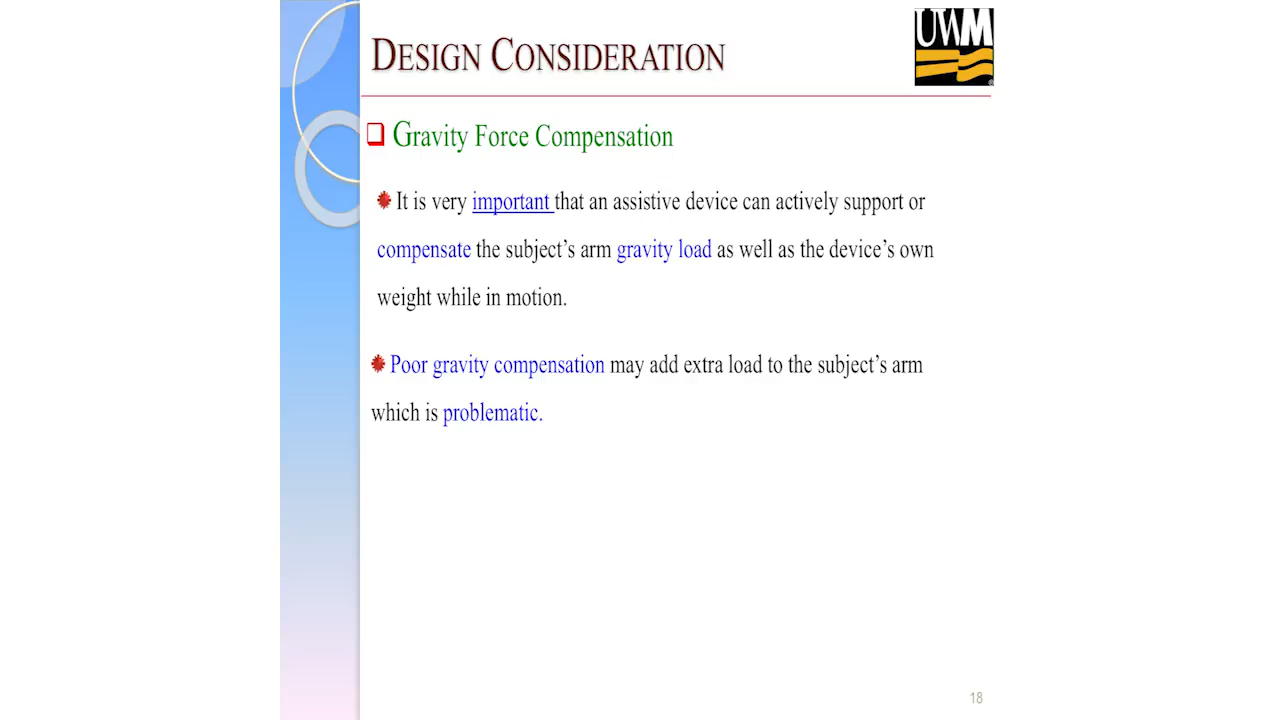 UWM
DESIGN CONSIDERATION
Gravity Force Compensation
It is very important that an assistive device can actively support or
compensate the subject’s arm gravity load as well as the device’s own
weight while in motion.
Poor gravity compensation may add extra load to the subject’s arm
which is problematic.
18